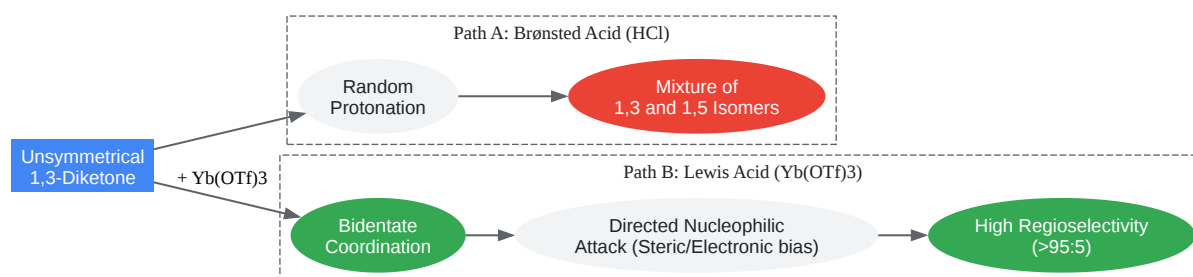 Path A: Brønsted Acid (HCl)
Random
Protonation
Mixture of
1,3 and 1,5 Isomers
Unsymmetrical
1,3-Diketone
+ Yb(OTf)3
Path B: Lewis Acid (Yb(OTf)3)
Bidentate
Coordination
Directed Nucleophilic
Attack (Steric/Electronic bias)
High Regioselectivity
(>95:5)